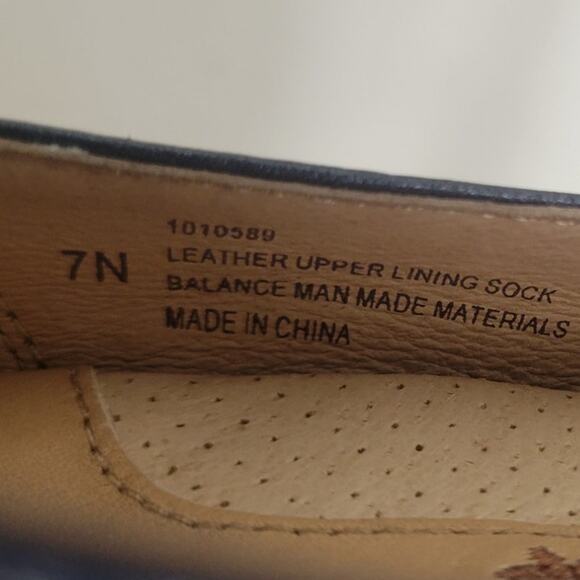 7N
1010589
LEATHER UPPER LINING SOCK
BALANCE MAN MADE MATERIALS
MADE IN CHINA